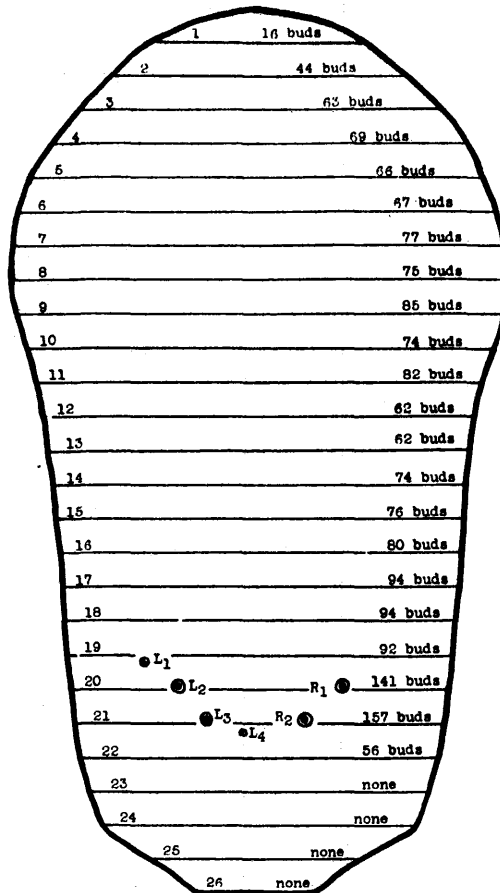 1 16 buds
2 44 buds
3 63 buds
4 69 buds
5 66 buds
6 67 buds
7 77 buds
8 75 buds
9 85 buds
10 74 buds
11 82 buds
12 62 buds
13 62 buds
14 74 buds
15 76 buds
16 80 buds
17 94 buds
18 94 buds
19 L1 92 buds
20 L2 R1 141 buds
21 L3 R2 157 buds
L4
22 56 buds
23 none
24 none
25 none
26 none